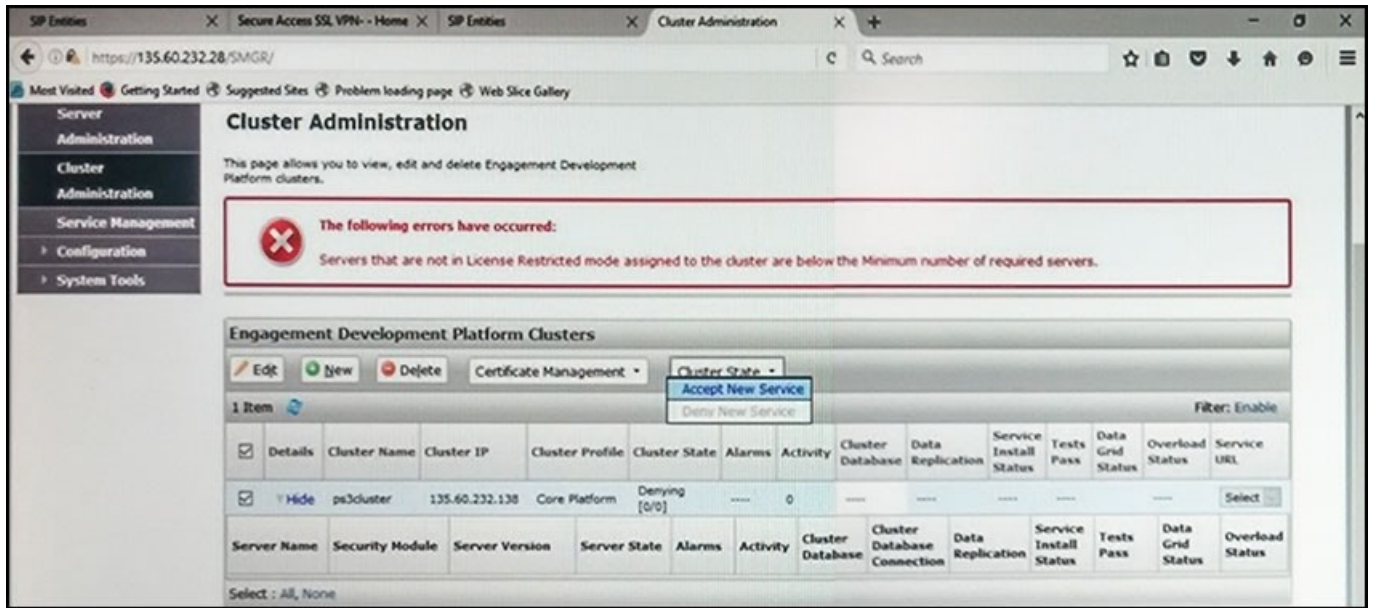 SIP Entities
Secure Access SSL VPN- - Home
SIP Entities
Cluster Administration
https://135.60.232.28/SMGR/
Search
Most Visited Getting Started Suggested Sites Problem loading page Web Slice Gallery
Server
Administration
Cluster
Administration
Service Management
Configuration
System Tools
Cluster Administration
This page allows you to view, edit and delete Engagement Development
Platform clusters.
The following errors have occurred:
Servers that are not in License Restricted mode assigned to the cluster are below the Minimum number of required servers.
Engagement Development Platform Clusters
Edit New Delete Certificate Management Cluster State
Accept New Service
Deny New Service
1 Item
Filter: Enable
Details Cluster Name Cluster IP Cluster Profile Cluster State Alarms Activity Cluster Database Data Replication Service Install Status Tests Pass Data Grid Status Overload Status Service URL
Hide ps3cluster 135.60.232.138 Core Platform Denying [0/0] ---- 0 ---- ---- ---- ---- ---- Select
Server Name Security Module Server Version Server State Alarms Activity Cluster Database Cluster Database Connection Data Replication Service Install Status Tests Pass Data Grid Status Overload Status
Select : All, None